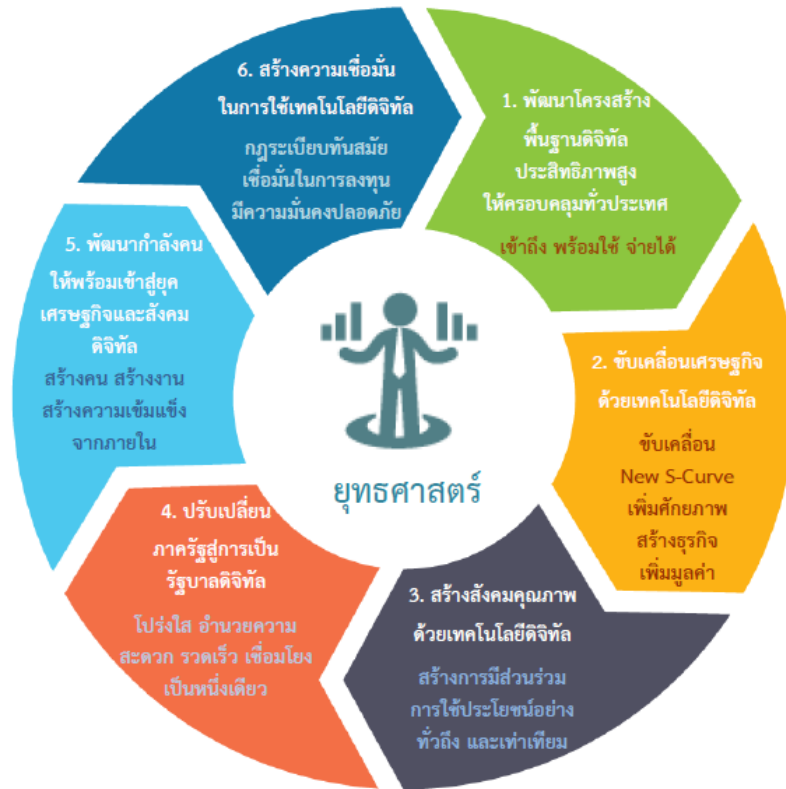 1. พัฒนาโครงสร้าง
พื้นฐานดิจิทัล
ประสิทธิภาพสูง
ให้ครอบคลุมทั่วประเทศ
เข้าถึง พร้อมใช้ จ่ายได้
2. ขับเคลื่อนเศรษฐกิจ
ด้วยเทคโนโลยีดิจิทัล
ขับเคลื่อน
New S-Curve
เพิ่มศักยภาพ
สร้างธุรกิจ
เพิ่มมูลค่า
3. สร้างสังคมคุณภาพ
ด้วยเทคโนโลยีดิจิทัล
สร้างการมีส่วนร่วม
การใช้ประโยชน์อย่าง
ทั่วถึง และเท่าเทียม
4. ปรับเปลี่ยน
ภาครัฐสู่การเป็น
รัฐบาลดิจิทัล
โปร่งใส อำนวยความ
สะดวก รวดเร็ว เชื่อมโยง
เป็นหนึ่งเดียว
5. พัฒนากำลังคน
ให้พร้อมเข้าสู่ยุค
เศรษฐกิจและสังคม
ดิจิทัล
สร้างคน สร้างงาน
สร้างความเข้มแข็ง
จากภายใน
6. สร้างความเชื่อมั่น
ในการใช้เทคโนโลยีดิจิทัล
กฎระเบียบทันสมัย
เชื่อมั่นในการลงทุน
มีความมั่นคงปลอดภัย
ยุทธศาสตร์